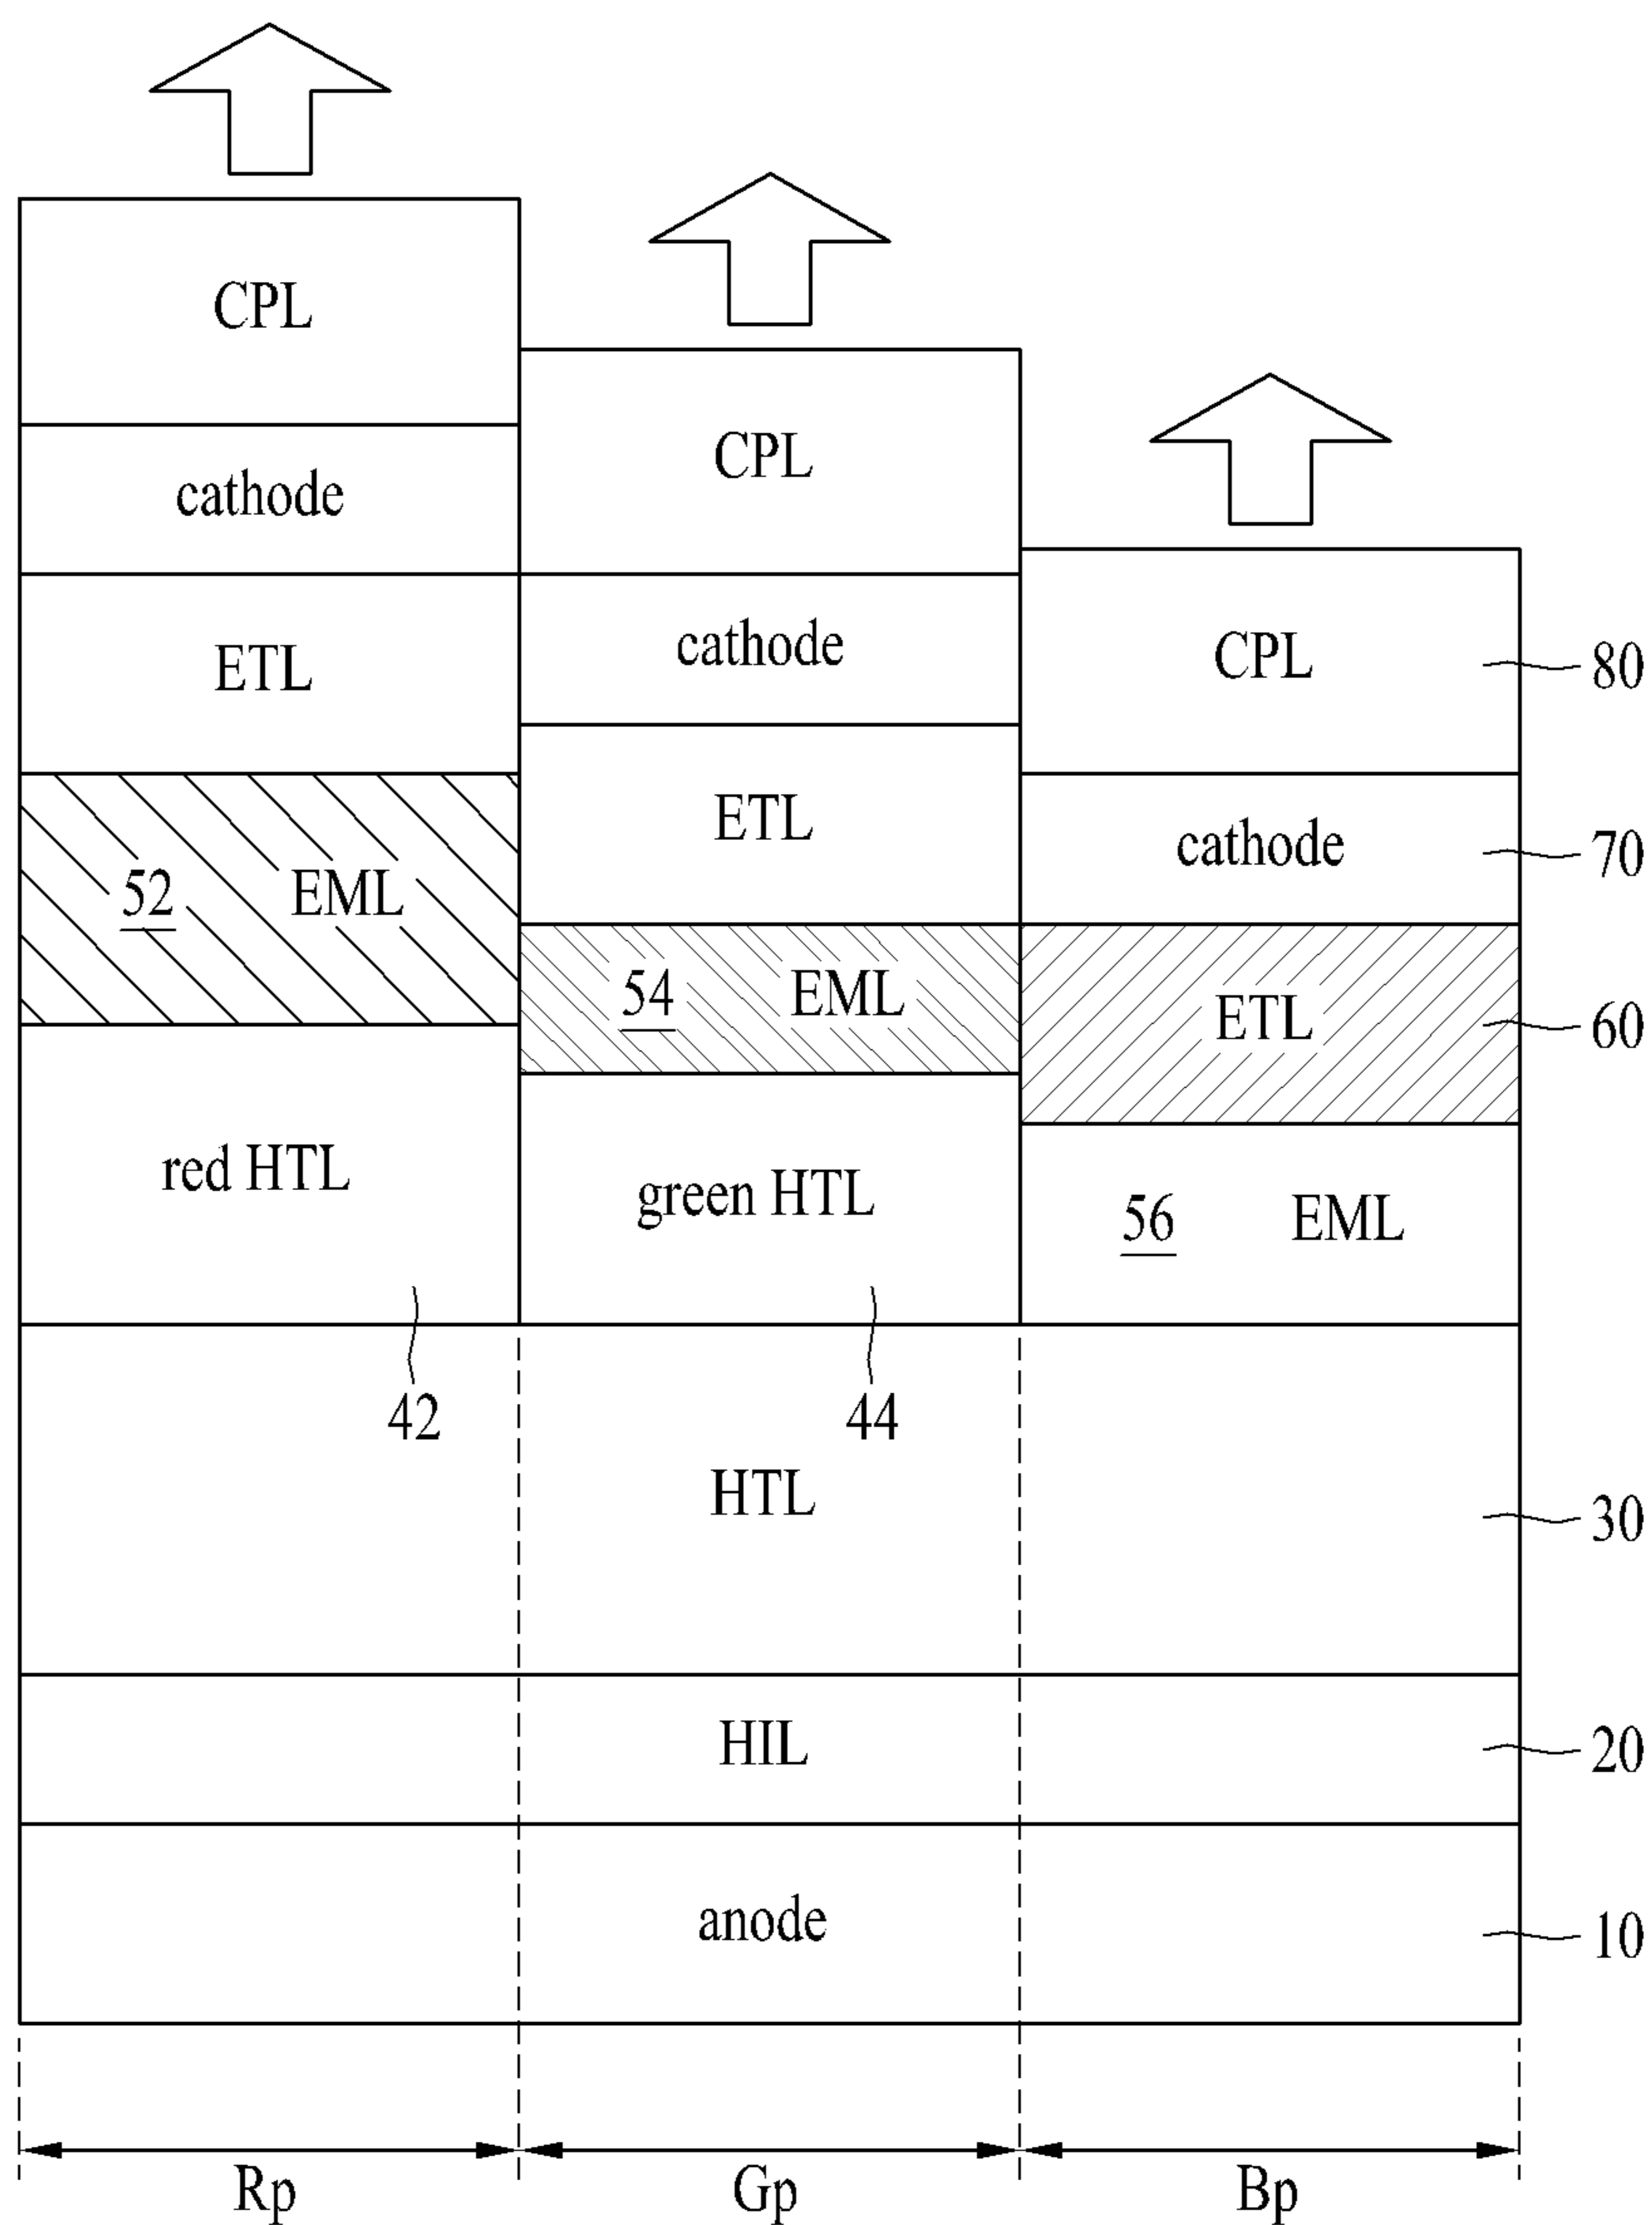 CPL
CPL
cathode
cathode
CPL
80
ETL
ETL
cathode
70
52 EML
54 EML
ETL
60
red HTL
green HTL
56 EML
42
44
HTL
30
HIL
20
anode
10
Rp
Gp
Bp